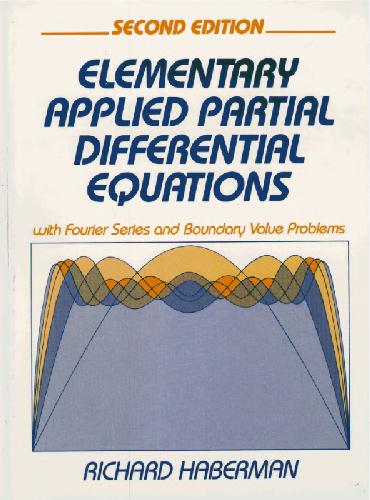 SECOND EDITION
ELEMENTARY
APPLIED PARTIAL
DIFFERENTIAL
EQUATIONS
with Fourier Series and Boundary Value Problems
RICHARD HABERMAN